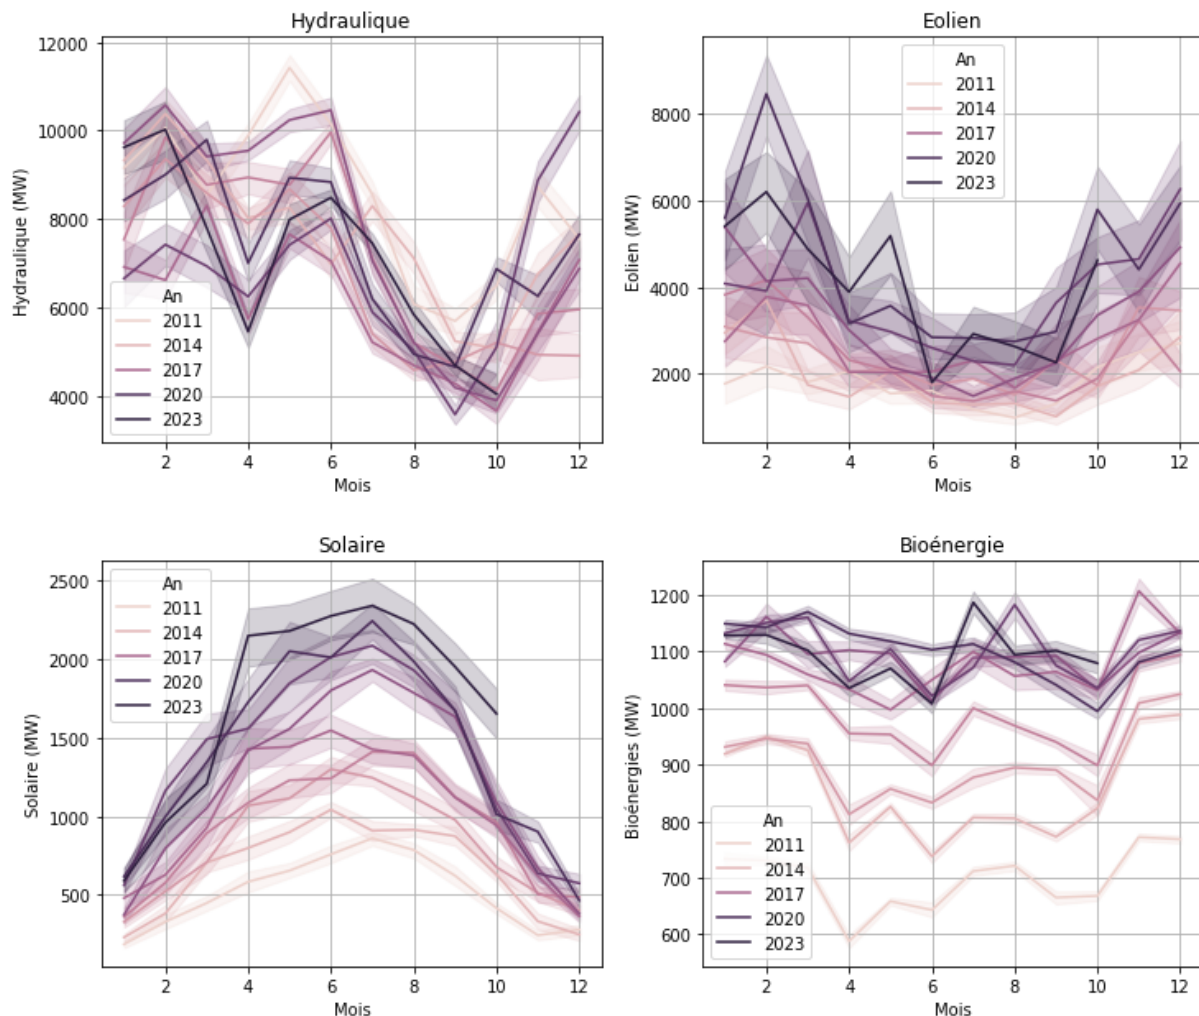 Hydraulique
12000
10000
8000
6000
4000
Hydraulique (MW)
An
2011
2014
2017
2020
2023
2 4 6 8 10 12
Mois
Eolien
8000
6000
4000
2000
Eolien (MW)
An
2011
2014
2017
2020
2023
2 4 6 8 10 12
Mois
Solaire
2500
2000
1500
1000
500
Solaire (MW)
An
2011
2014
2017
2020
2023
2 4 6 8 10 12
Mois
Bioénergie
1200
1100
1000
900
800
700
600
Bioénergies (MW)
An
2011
2014
2017
2020
2023
2 4 6 8 10 12
Mois